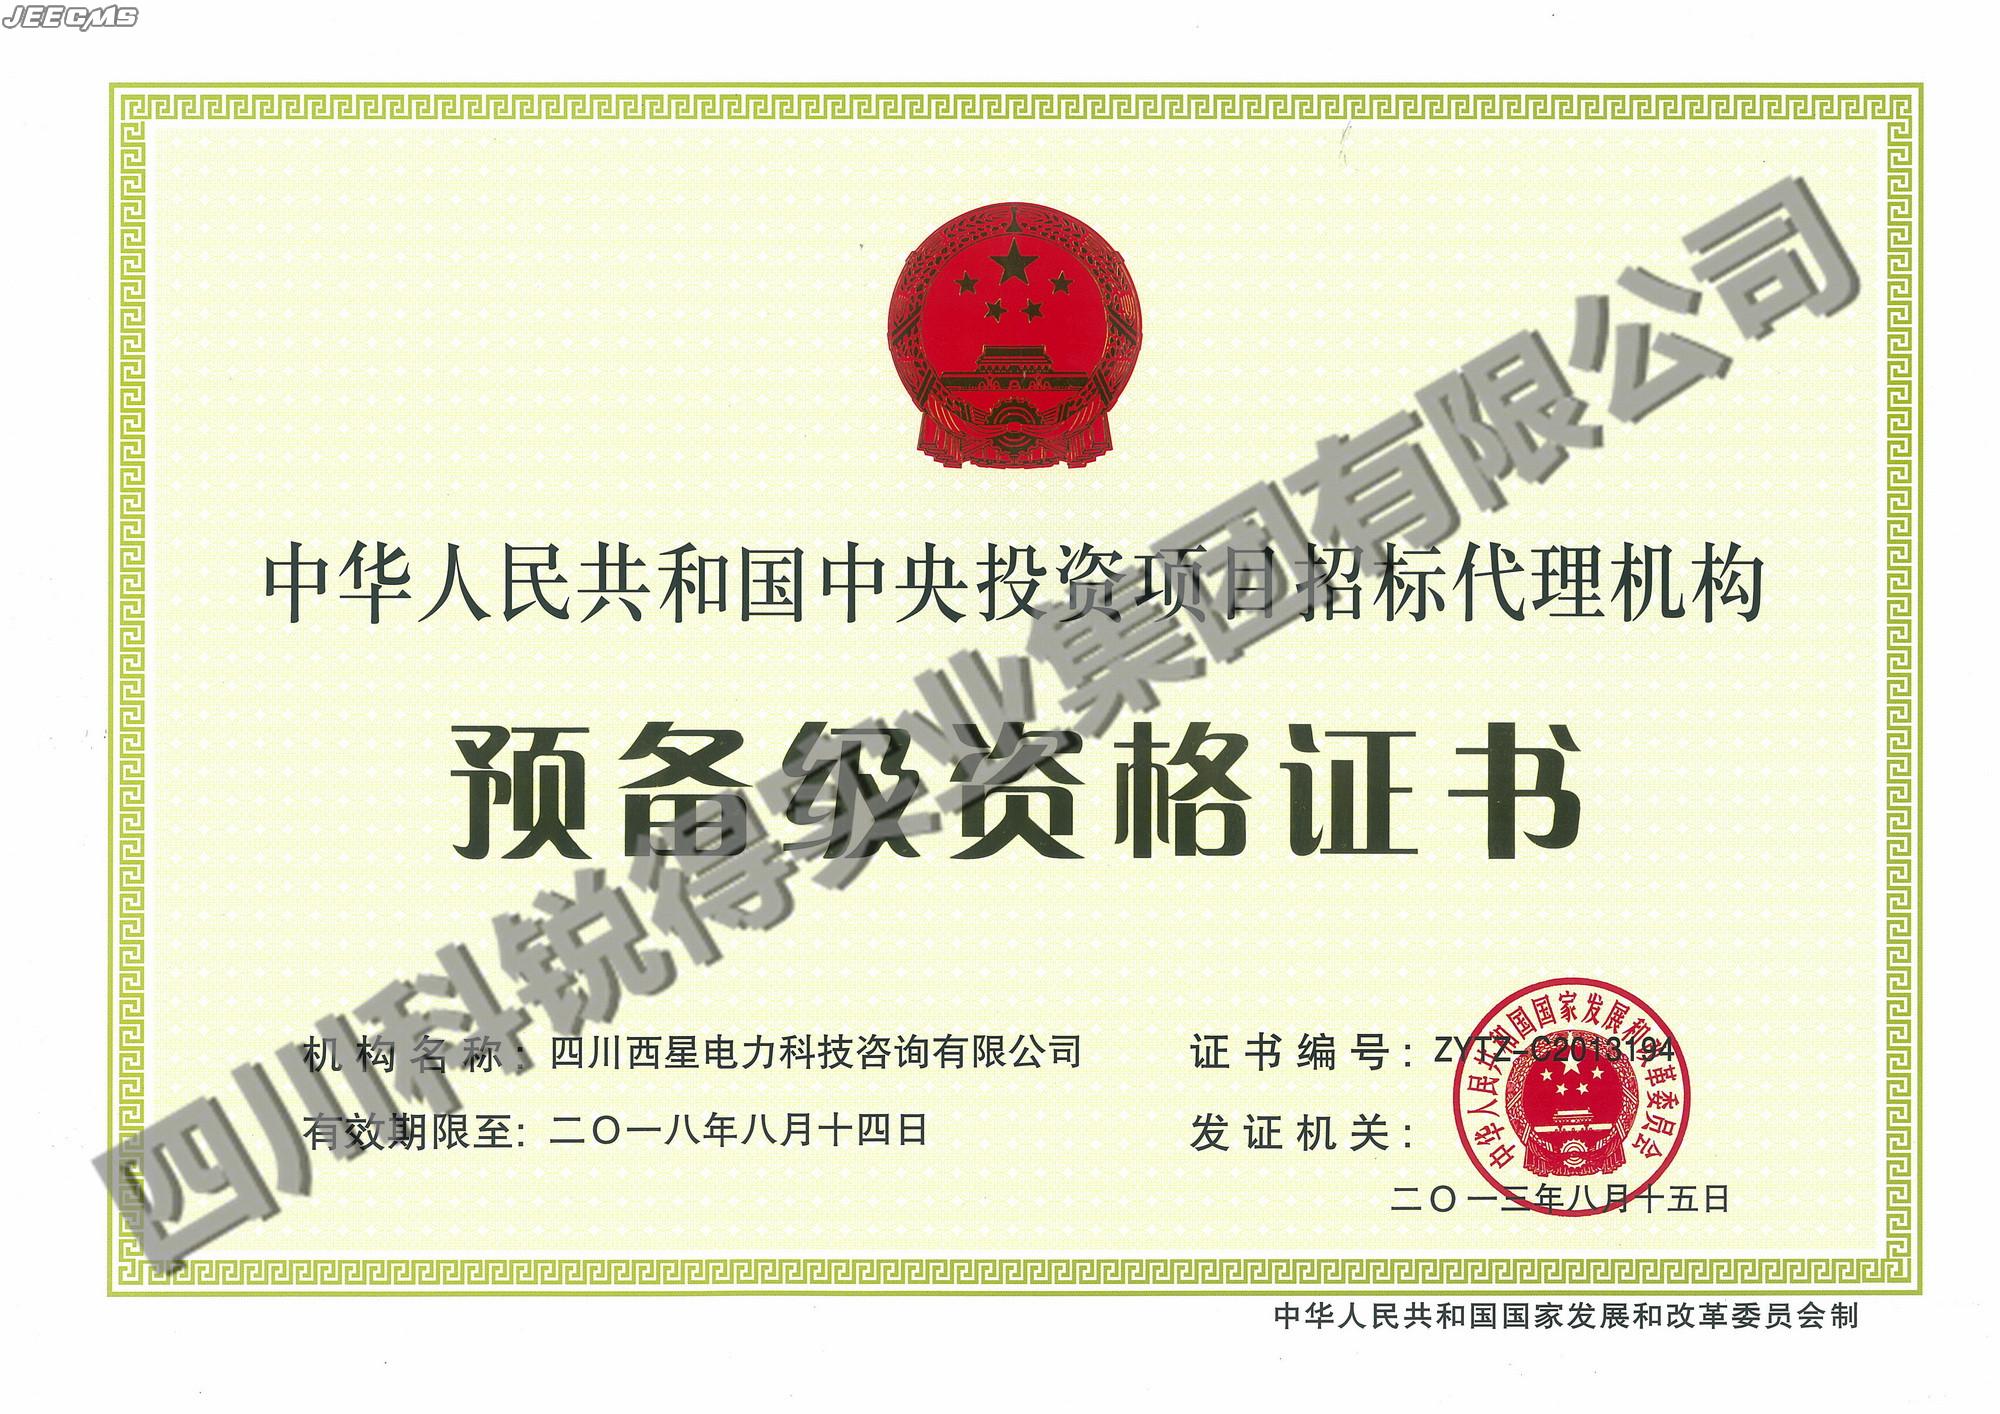 JEECMS
中华人民共和国中央投资项目招标代理机构
预备级资格证书
四川科锐得实业集团有限公司
机构名称：四川西星电力科技咨询有限公司
有效期限至：二〇一八年八月十四日
证书编号：ZYTZ-C2013194
发证机关：
中华人民共和国国家发展和改革委员会
二〇一三年八月十五日
中华人民共和国国家发展和改革委员会制